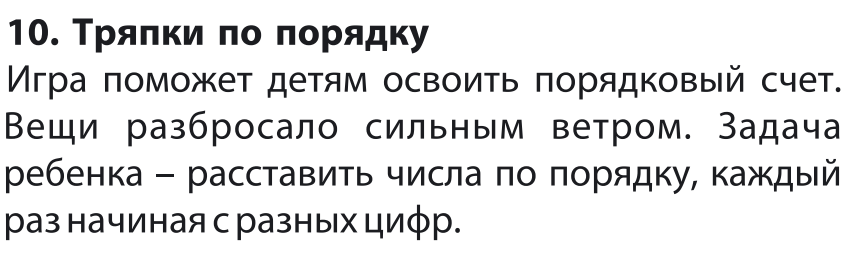 10. Тряпки по порядку
Игра поможет детям освоить порядковый счет.
Вещи разбросало сильным ветром. Задача
ребенка – расставить числа по порядку, каждый
раз начиная с разных цифр.